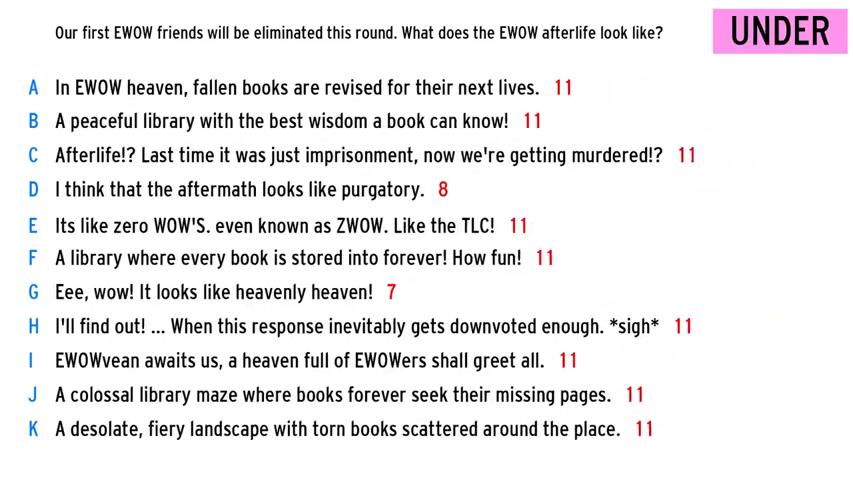 Our first EWOW friends will be eliminated this round. What does the EWOW afterlife look like?
UNDER
A In EWOW heaven, fallen books are revised for their next lives. 11
B A peaceful library with the best wisdom a book can know! 11
C Afterlife!? Last time it was just imprisonment, now we're getting murdered!? 11
D I think that the aftermath looks like purgatory. 8
E Its like zero WOW'S. even known as ZWOW. Like the TLC! 11
F A library where every book is stored into forever! How fun! 11
G Eee, wow! It looks like heavenly heaven! 7
H I'll find out! ... When this response inevitably gets downvoted enough. *sigh* 11
I EWOWvean awaits us, a heaven full of EWOWers shall greet all. 11
J A colossal library maze where books forever seek their missing pages. 11
K A desolate, fiery landscape with torn books scattered around the place. 11